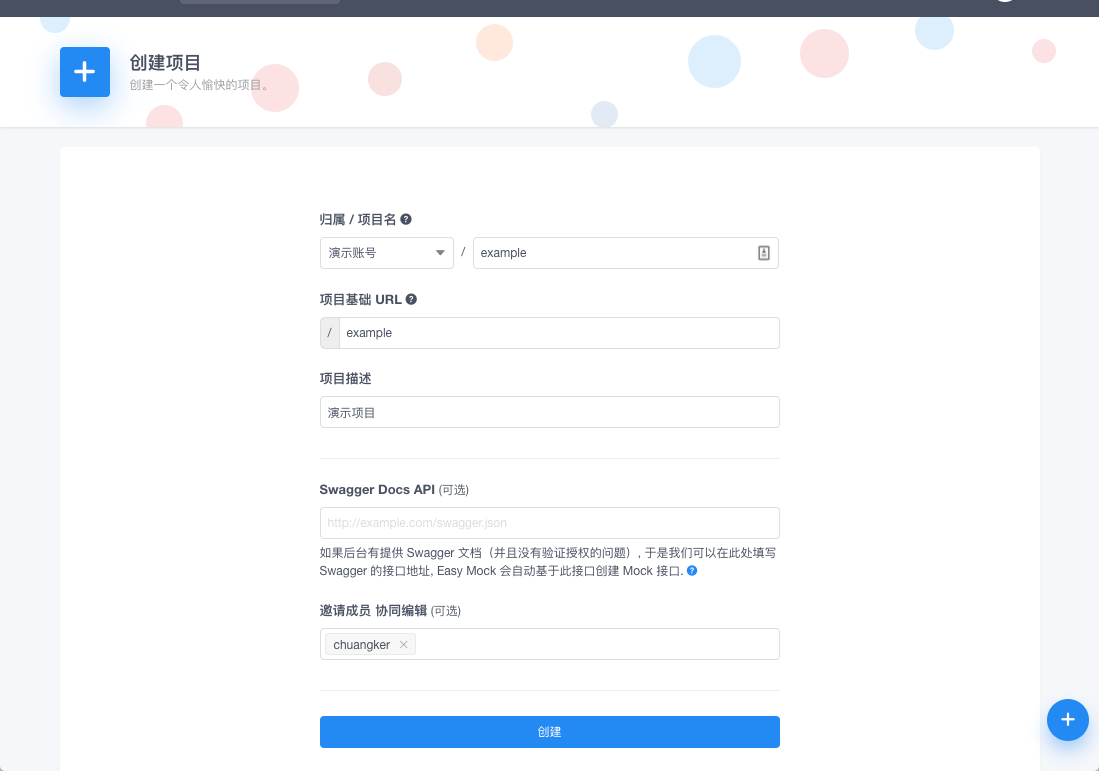 创建项目
创建一个令人愉快的项目。
归属 / 项目名 ?
演示账号 / example
项目基础 URL ?
/ example
项目描述
演示项目
Swagger Docs API (可选)
http://example.com/swagger.json
如果后台有提供 Swagger 文档（并且没有验证授权的问题）, 于是我们可以在此处填写
Swagger 的接口地址, Easy Mock 会自动基于此接口创建 Mock 接口. ?
邀请成员 协同编辑 (可选)
chuangker
创建